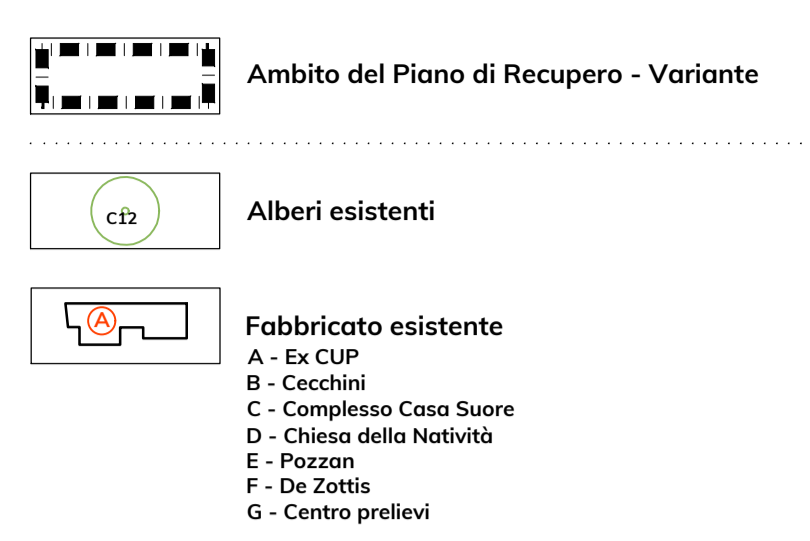 Ambito del Piano di Recupero - Variante
C12
Alberi esistenti
A
Fabbricato esistente
A - Ex CUP
B - Cecchini
C - Complesso Casa Suore
D - Chiesa della Natività
E - Pozzan
F - De Zottis
G - Centro prelievi